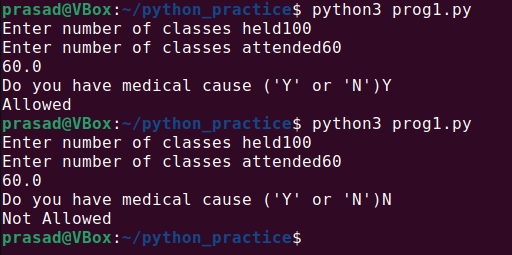 prasad@VBox:~/python_practice$ python3 prog1.py
Enter number of classes held100
Enter number of classes attended60
60.0
Do you have medical cause ('Y' or 'N')Y
Allowed
prasad@VBox:~/python_practice$ python3 prog1.py
Enter number of classes held100
Enter number of classes attended60
60.0
Do you have medical cause ('Y' or 'N')N
Not Allowed
prasad@VBox:~/python_practice$